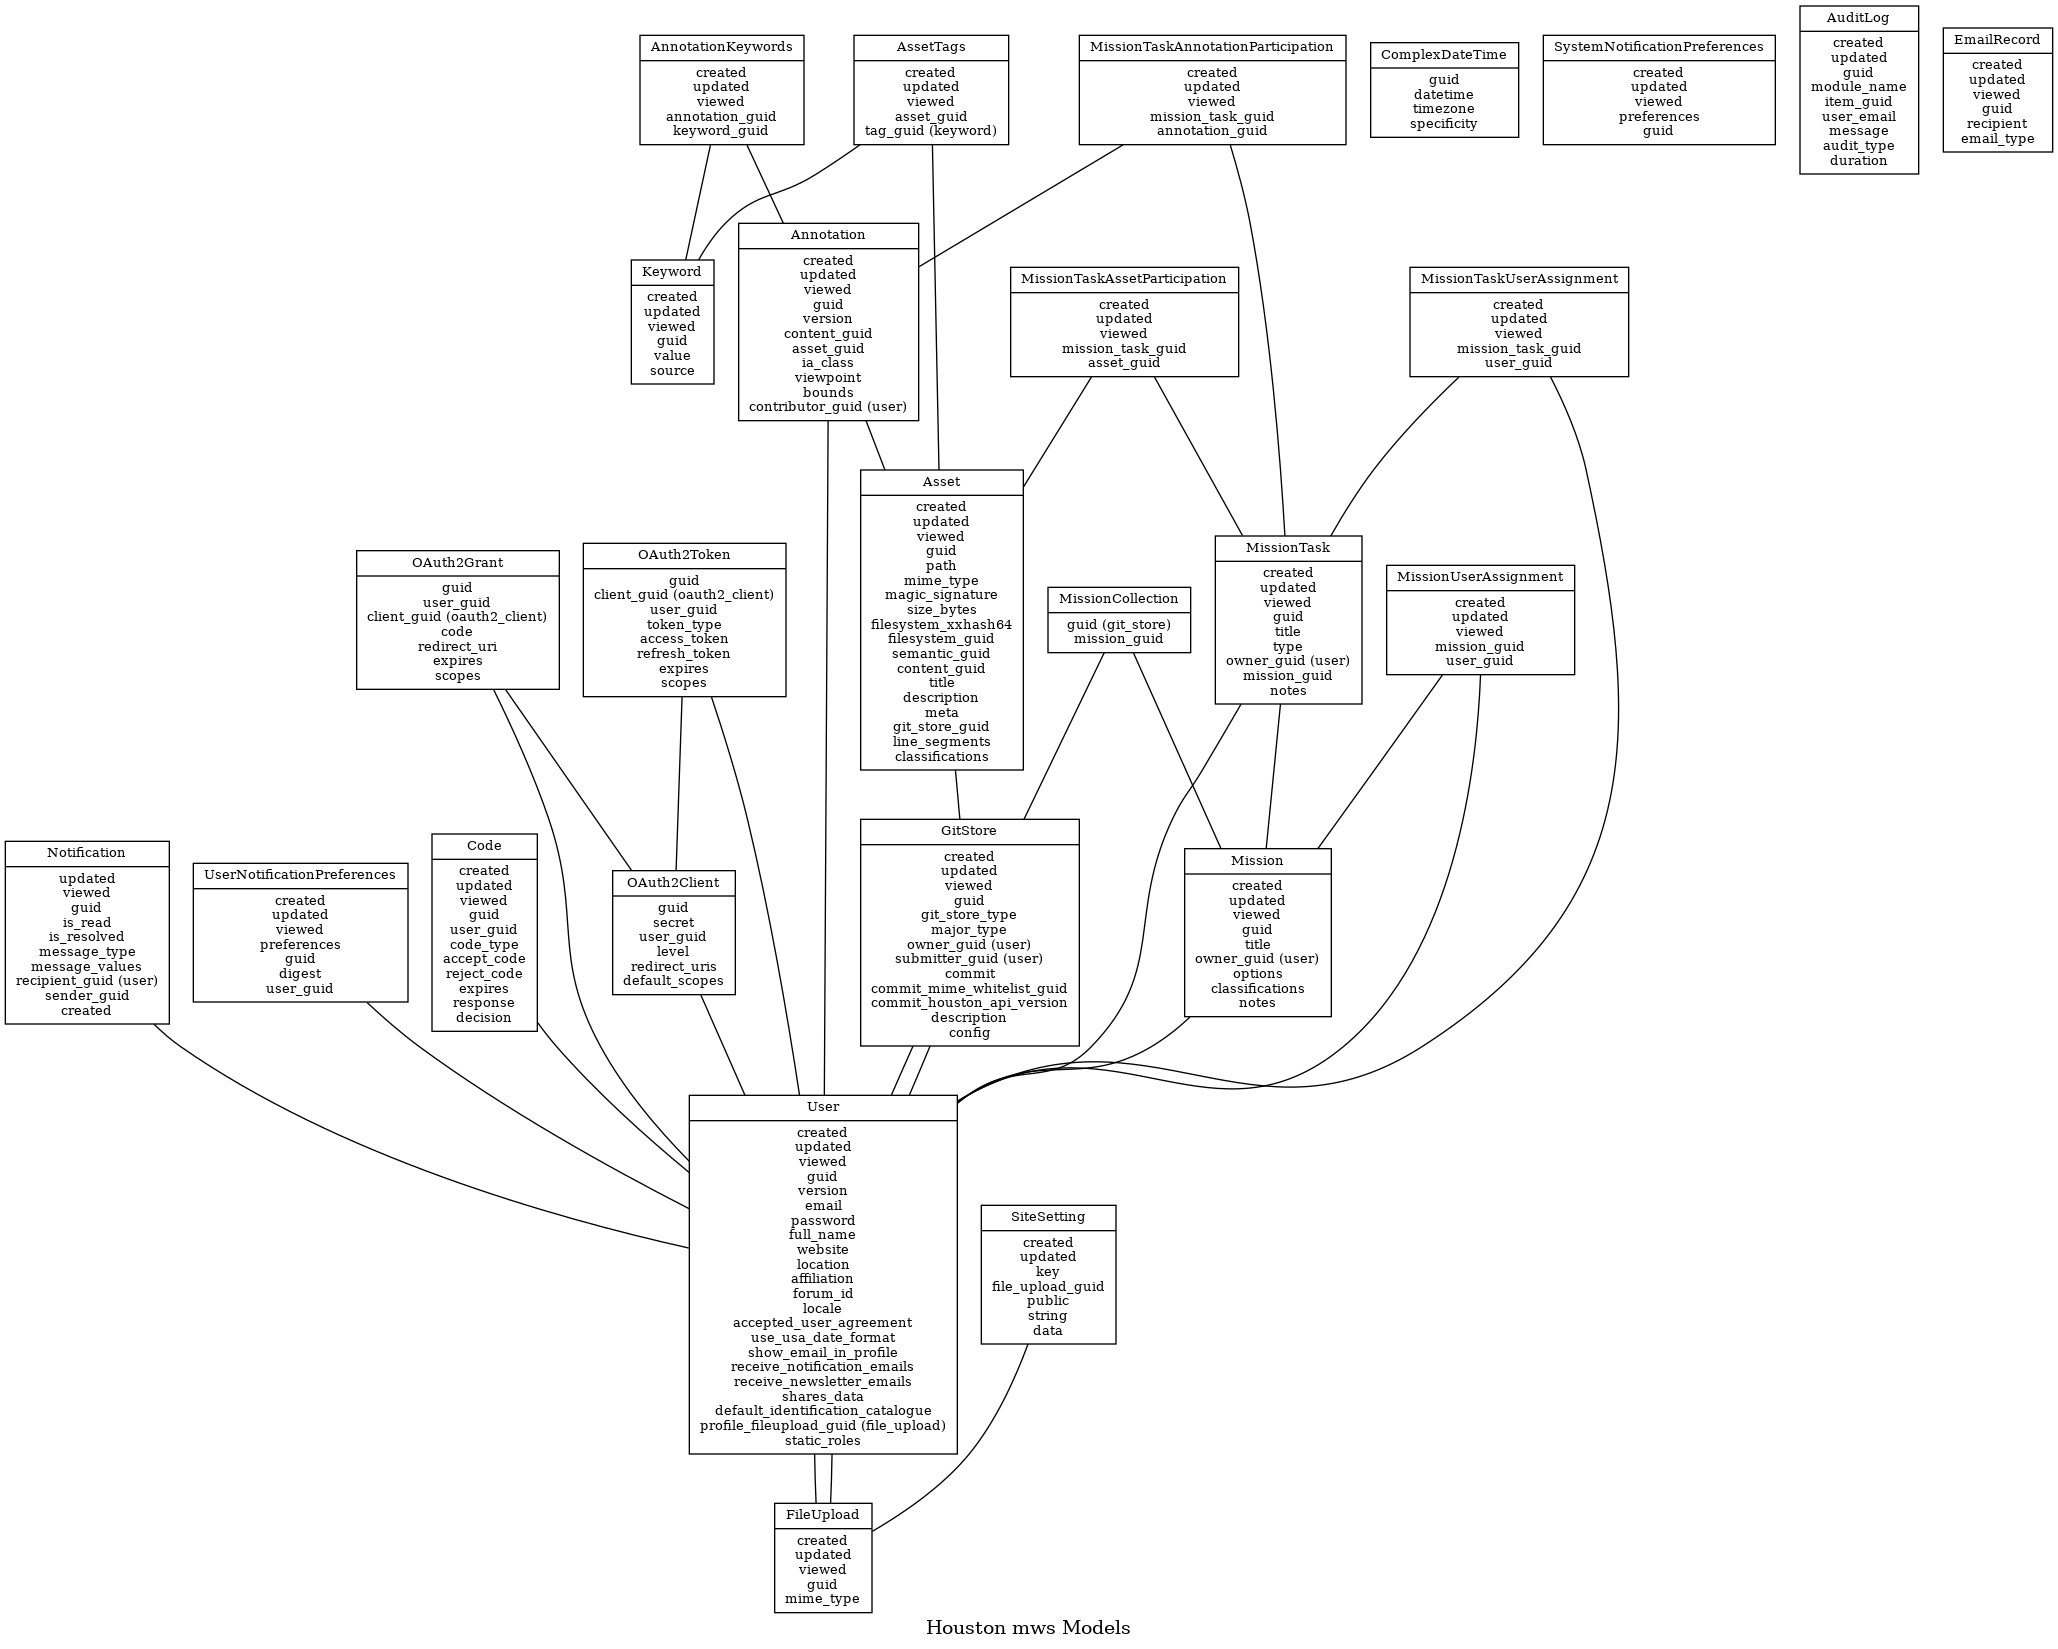 AnnotationKeywords
created
updated
viewed
annotation_guid
keyword_guid
AssetTags
created
updated
viewed
asset_guid
tag_guid (keyword)
MissionTaskAnnotationParticipation
created
updated
viewed
mission_task_guid
annotation_guid
ComplexDateTime
guid
datetime
timezone
specificity
SystemNotificationPreferences
created
updated
viewed
preferences
guid
AuditLog
created
updated
guid
module_name
item_guid
user_email
message
audit_type
duration
EmailRecord
created
updated
viewed
guid
recipient
email_type
Keyword
created
updated
viewed
guid
value
source
Annotation
created
updated
viewed
guid
version
content_guid
asset_guid
ia_class
viewpoint
bounds
contributor_guid (user)
MissionTaskAssetParticipation
created
updated
viewed
mission_task_guid
asset_guid
MissionTaskUserAssignment
created
updated
viewed
mission_task_guid
user_guid
OAuth2Grant
guid
user_guid
client_guid (oauth2_client)
code
redirect_uri
expires
scopes
OAuth2Token
guid
client_guid (oauth2_client)
user_guid
token_type
access_token
refresh_token
expires
scopes
Asset
created
updated
viewed
guid
path
mime_type
magic_signature
size_bytes
filesystem_xxhash64
filesystem_guid
semantic_guid
content_guid
title
description
meta
git_store_guid
line_segments
classifications
MissionCollection
guid (git_store)
mission_guid
MissionTask
created
updated
viewed
guid
title
type
owner_guid (user)
mission_guid
notes
MissionUserAssignment
created
updated
viewed
mission_guid
user_guid
Notification
updated
viewed
guid
is_read
is_resolved
message_type
message_values
recipient_guid (user)
sender_guid
created
UserNotificationPreferences
created
updated
viewed
preferences
guid
digest
user_guid
Code
created
updated
viewed
guid
user_guid
code_type
accept_code
reject_code
expires
response
decision
OAuth2Client
guid
secret
user_guid
level
redirect_uris
default_scopes
GitStore
created
updated
viewed
guid
git_store_type
major_type
owner_guid (user)
submitter_guid (user)
commit
commit_mime_whitelist_guid
commit_houston_api_version
description
config
Mission
created
updated
viewed
guid
title
owner_guid (user)
options
classifications
notes
User
created
updated
viewed
guid
version
email
password
full_name
website
location
affiliation
forum_id
locale
accepted_user_agreement
use_usa_date_format
show_email_in_profile
receive_notification_emails
receive_newsletter_emails
shares_data
default_identification_catalogue
profile_fileupload_guid (file_upload)
static_roles
SiteSetting
created
updated
key
file_upload_guid
public
string
data
FileUpload
created
updated
viewed
guid
mime_type
Houston mws Models